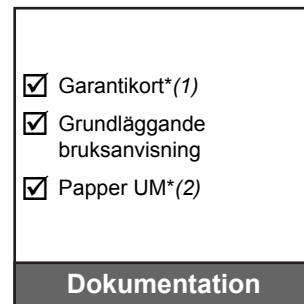 Garantikort*(1)
Grundläggande
bruksanvisning
Papper UM*(2)
Dokumentation